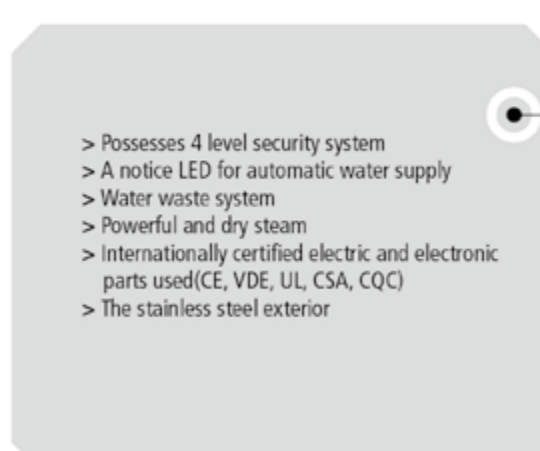 > Possesses 4 level security system
> A notice LED for automatic water supply
> Water waste system
> Powerful and dry steam
> Internationally certified electric and electronic
parts used(CE, VDE, UL, CSA, CQC)
> The stainless steel exterior